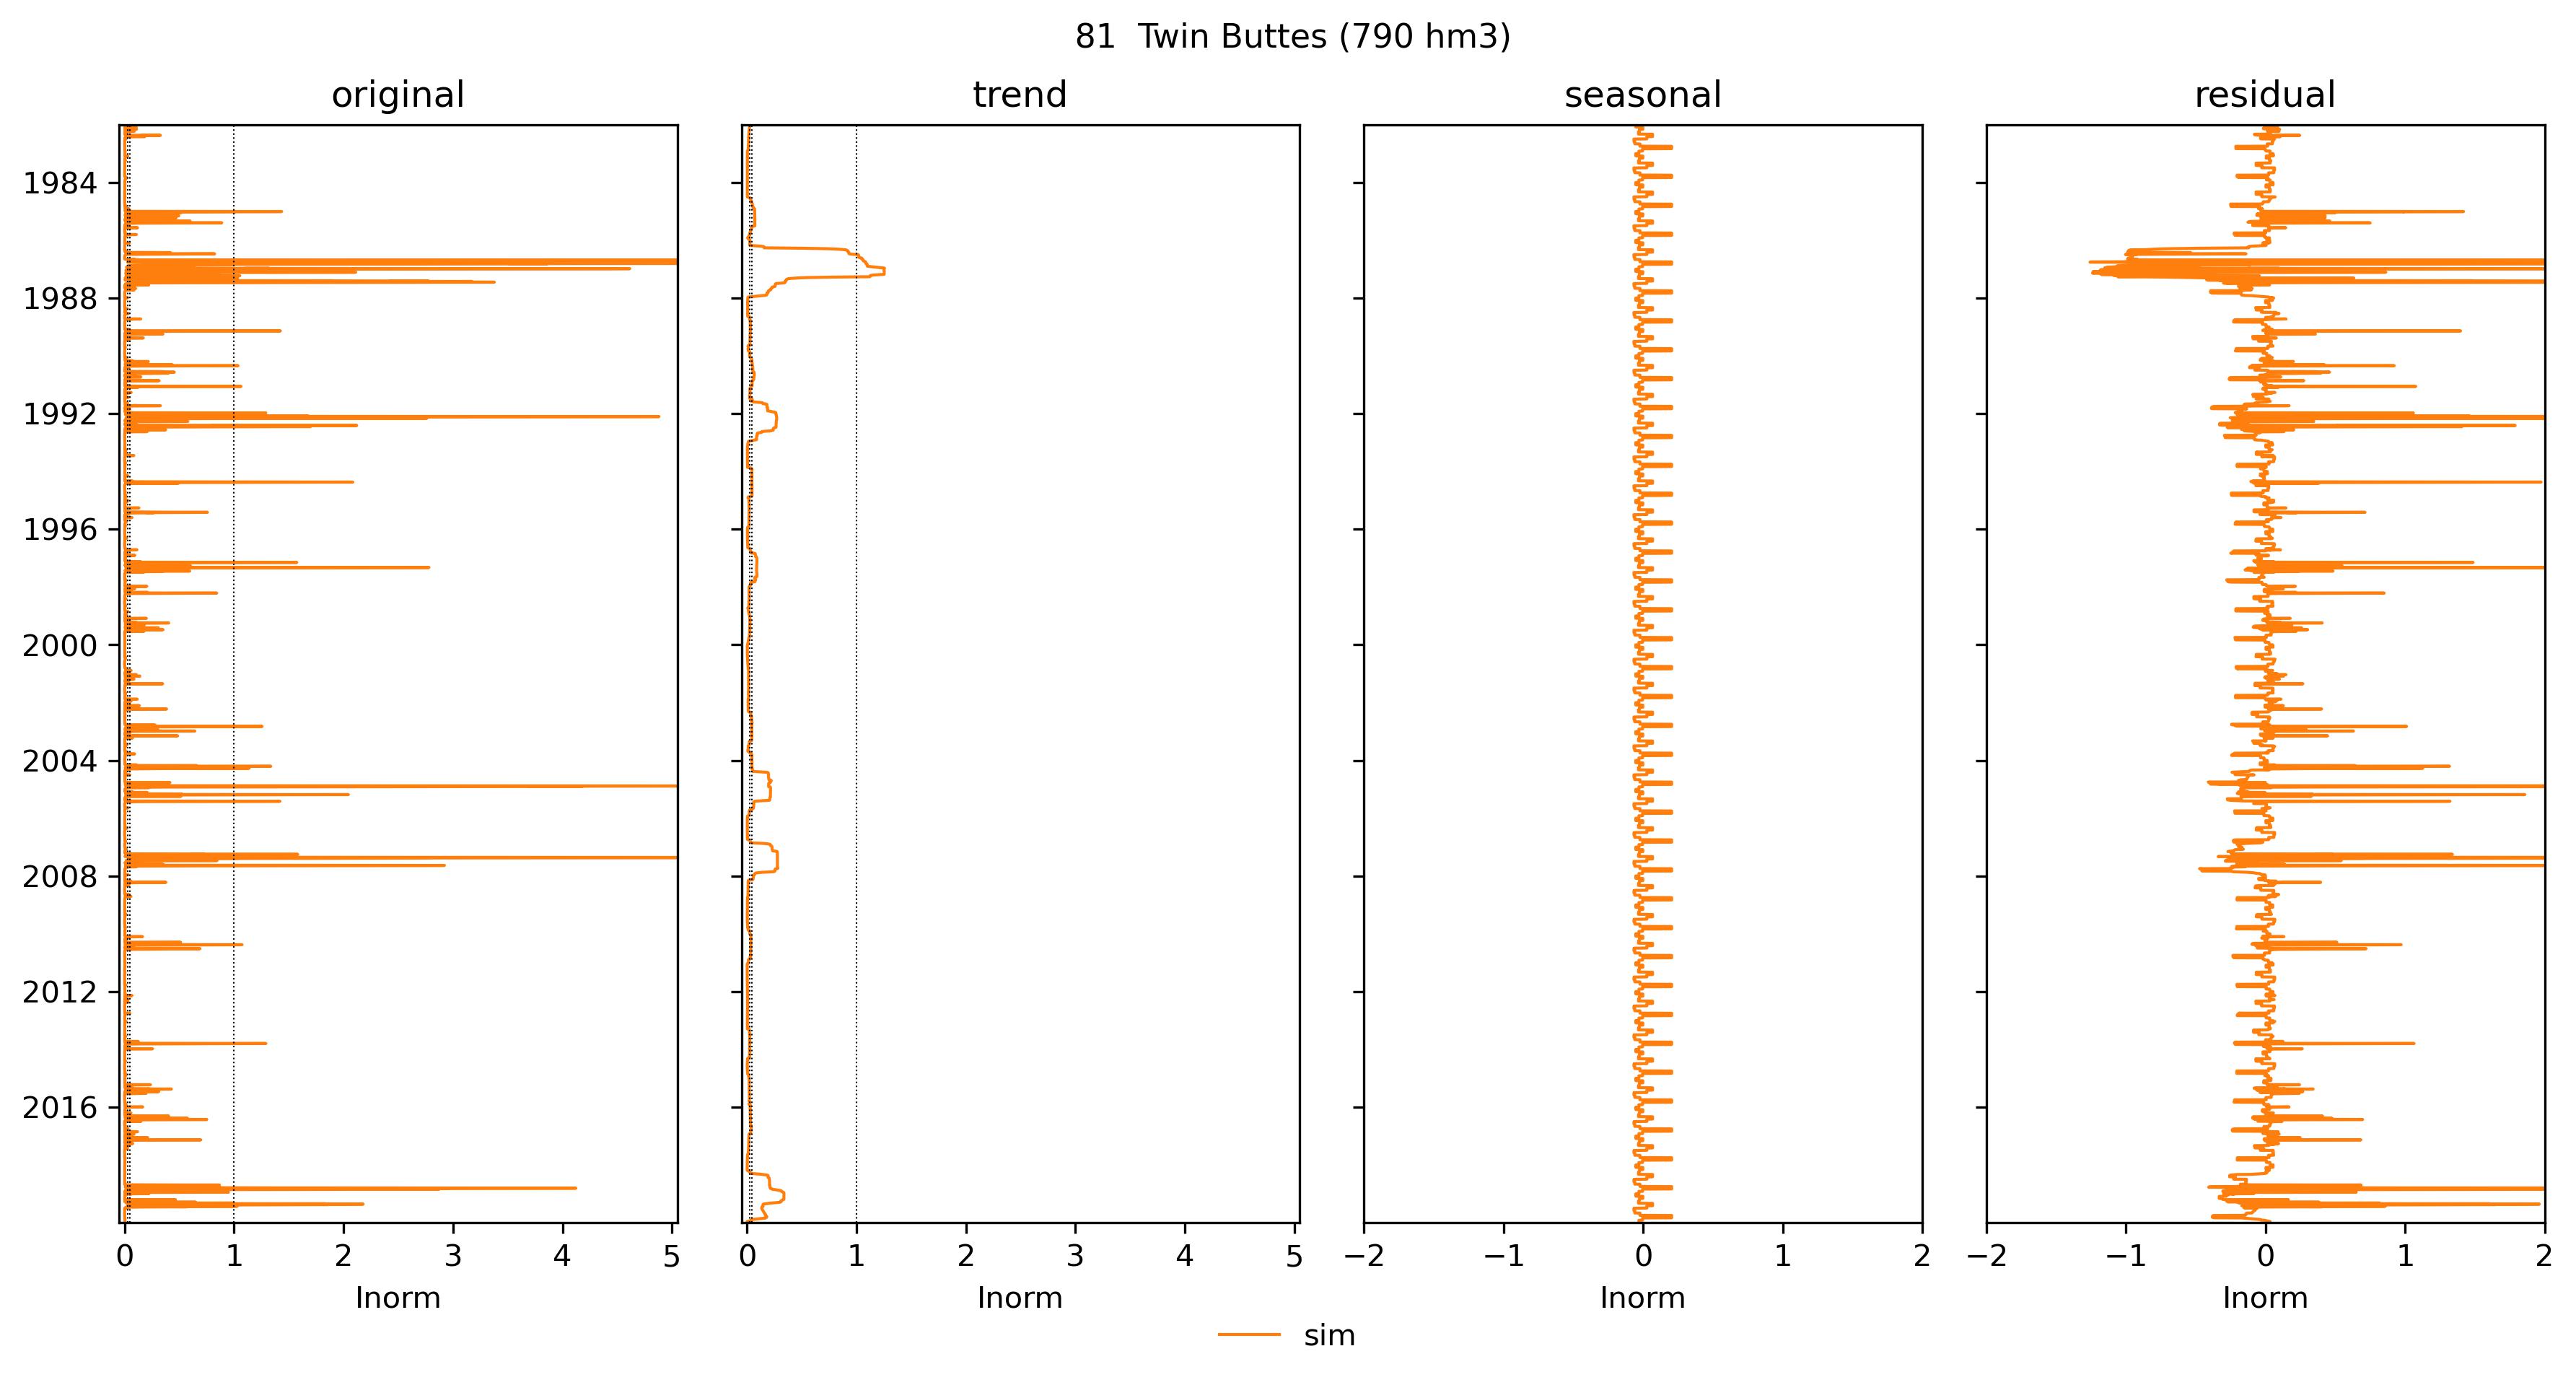 81  Twin Buttes (790 hm3)
original
trend
seasonal
residual
1984
1988
1992
1996
2000
2004
2008
2012
2016
0 1 2 3 4 5
0 1 2 3 4 5
−2 −1 0 1 2
−2 −1 0 1 2
Inorm
Inorm
Inorm
Inorm
sim